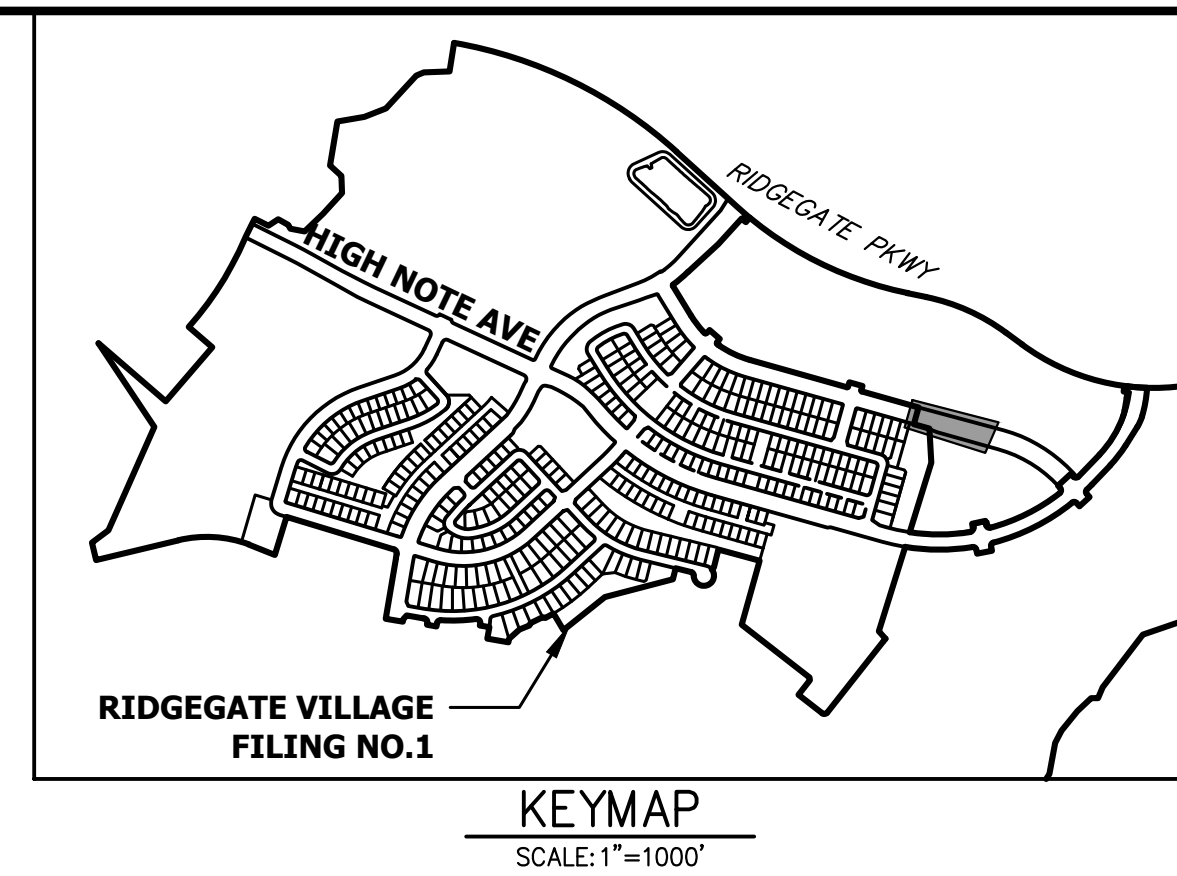 RIDGEGATE PKWY
HIGH NOTE AVE
RIDGEGATE VILLAGE
FILING NO.1
KEYMAP
SCALE: 1"=1000'